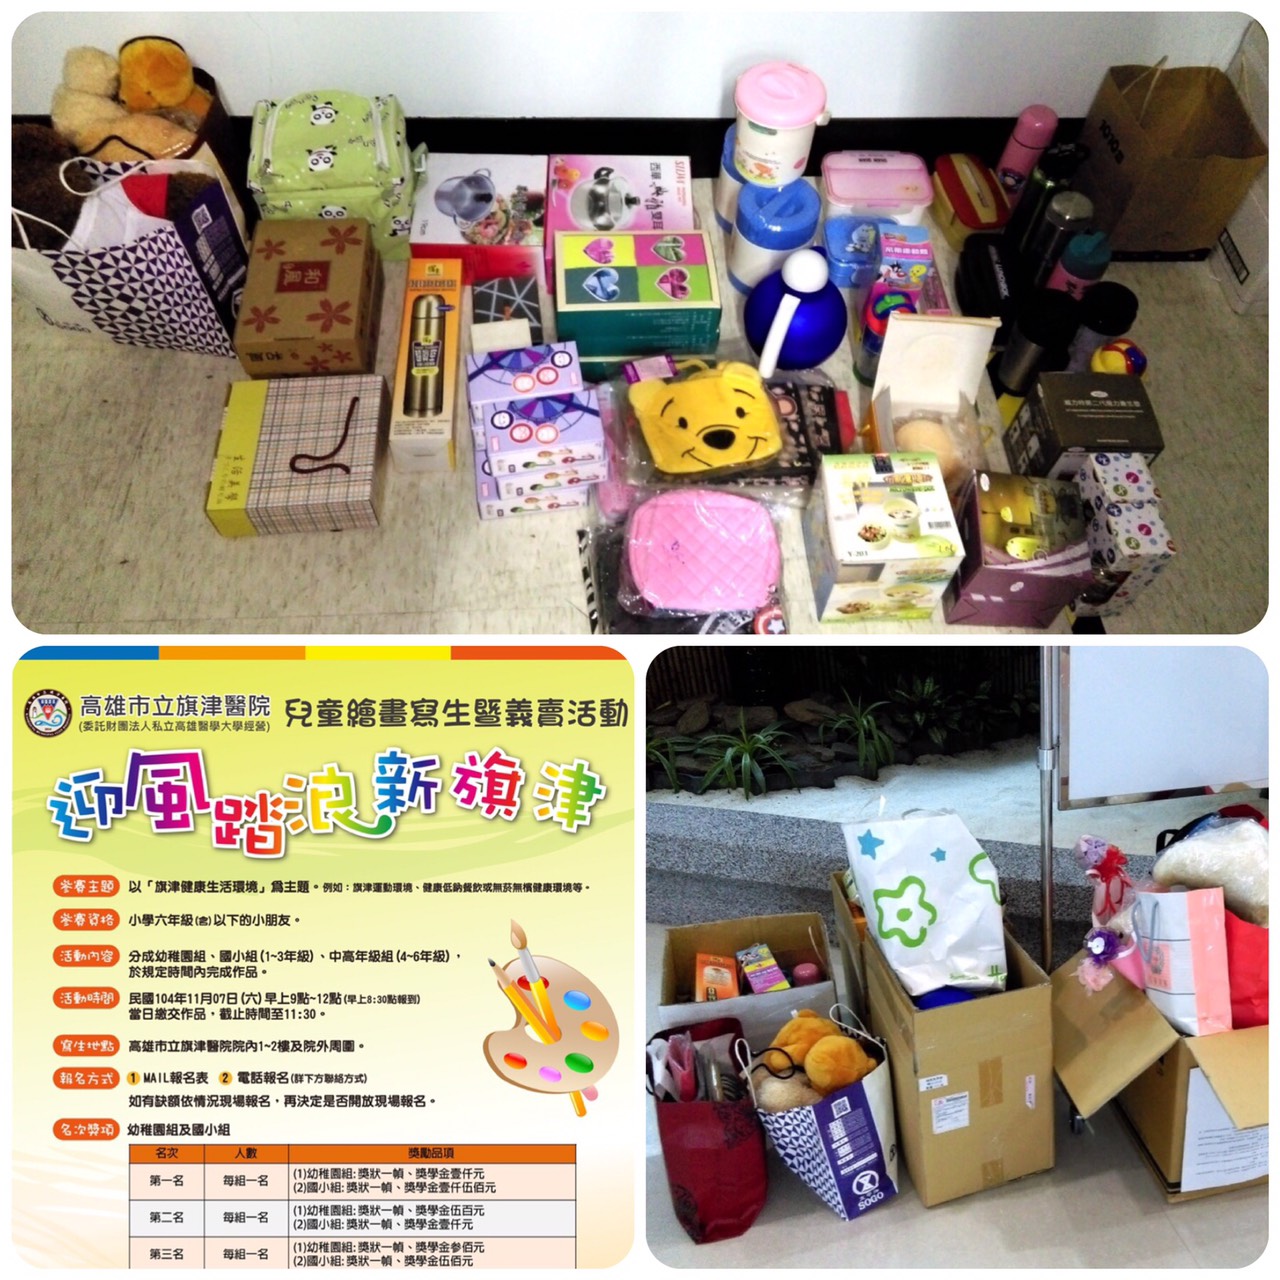 和風
和風
SILWA
西華
生活美學
1010
高雄市立旗津醫院
(委託財團法人私立高雄醫學大學經營)
兒童繪畫寫生暨義賣活動
迎風踏浪新旗津
參賽主題 以「旗津健康生活環境」為主題。例如：旗津運動環境、健康低鈉餐飲或無菸無檳健康環境等。
參賽資格 小學六年級(含)以下的小朋友。
活動內容 分成幼稚園組、國小組(1~3年級)、中高年級組(4~6年級)，
於規定時間內完成作品。
活動時間 民國104年11月07日(六)早上9點~12點(早上8:30點報到)
當日繳交作品，截止時間至11:30。
寫生地點 高雄市立旗津醫院院內1~2樓及院外周圍。
報名方式 1 MAIL報名表 2 電話報名(詳下方聯絡方式)
如有缺額依情況現場報名，再決定是否開放現場報名。
名次獎項 幼稚園組及國小組
名次 人數 獎勵品項
第一名 每組一名 (1)幼稚園組:獎狀一幀、獎學金壹仟元
(2)國小組:獎狀一幀、獎學金壹仟伍佰元
第二名 每組一名 (1)幼稚園組:獎狀一幀、獎學金伍百元
(2)國小組:獎狀一幀、獎學金壹仟元
第三名 每組一名 (1)幼稚園組:獎狀一幀、獎學金參佰元
(2)國小組:獎狀一幀、獎學金伍佰元
SOGO